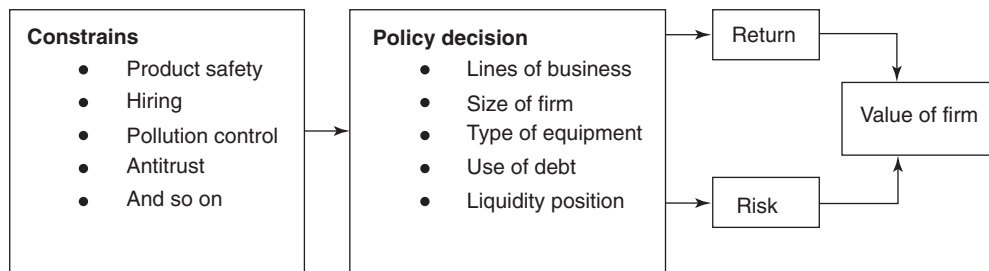 Constrains
● Product safety
● Hiring
● Pollution control
● Antitrust
● And so on
Policy decision
● Lines of business
● Size of firm
● Type of equipment
● Use of debt
● Liquidity position
Return
Risk
Value of firm